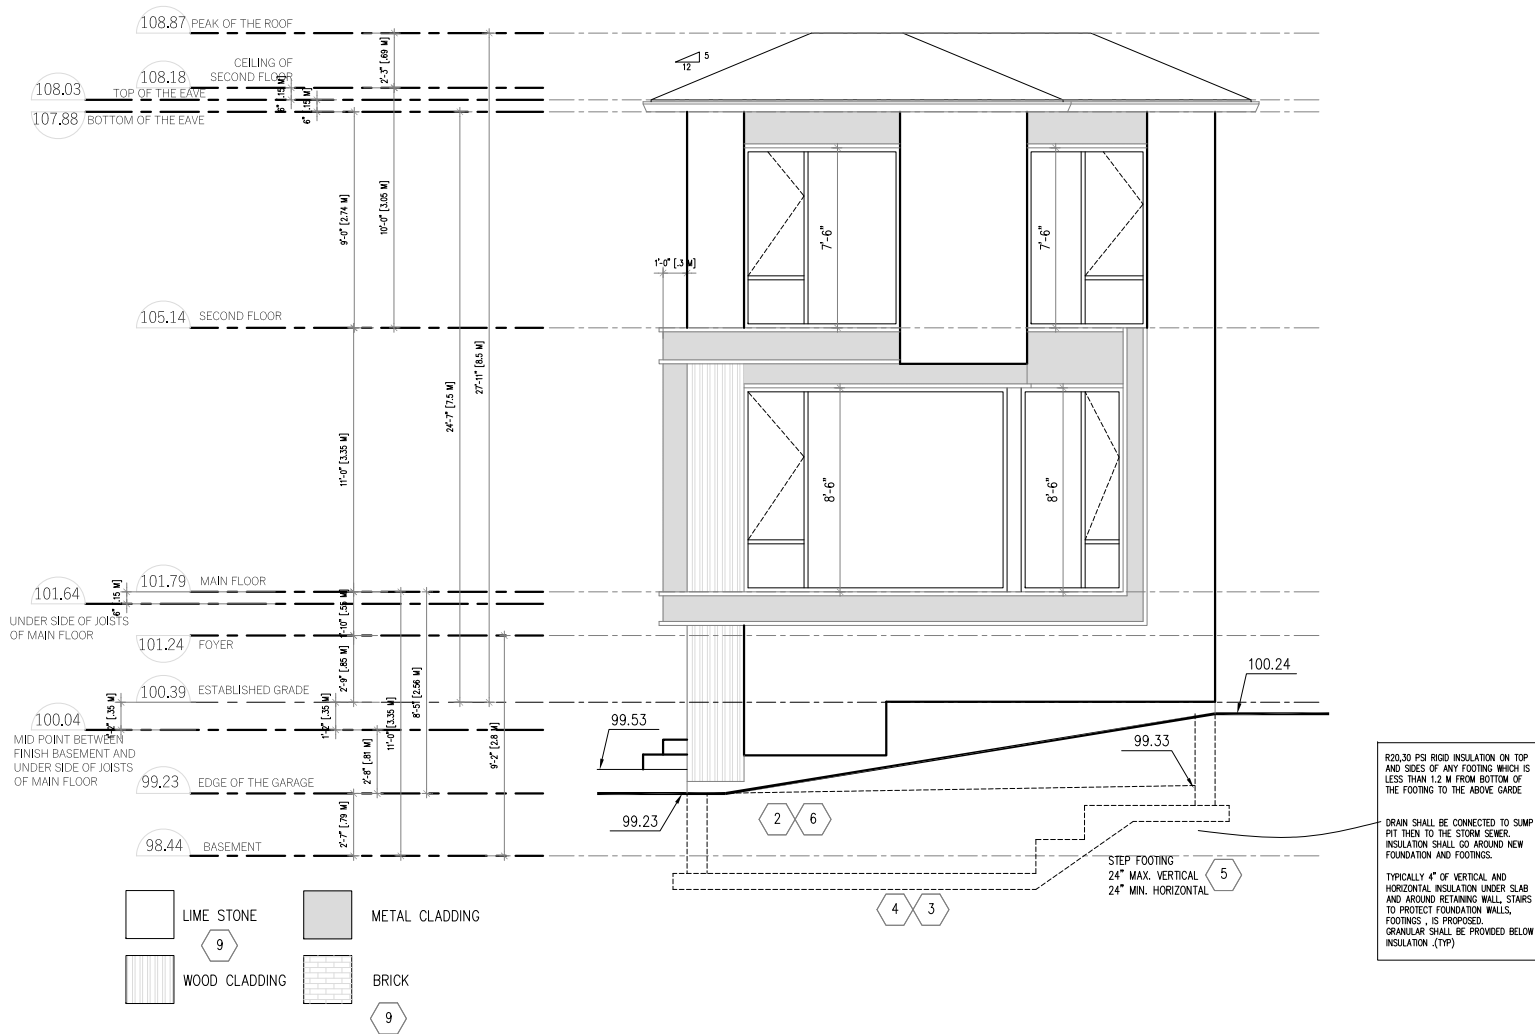 108.87 PEAK OF THE ROOF
2'-3" [.69 M]
5
12
CEILING OF
108.18 SECOND FLOOR
108.03 TOP OF THE EAVE
6" [.15 M]
6" [.15 M]
107.88 BOTTOM OF THE EAVE
9'-0" [2.74 M]
10'-0" [3.05 M]
7'-6"
7'-6"
1'-0" [.3 M]
105.14 SECOND FLOOR
27'-11" [8.5 M]
24'-7" [7.5 M]
11'-0" [3.35 M]
8'-6"
8'-6"
101.79 MAIN FLOOR
101.64
6" [.15 M]
1'-10" [.55 M]
UNDER SIDE OF JOISTS
OF MAIN FLOOR
101.24 FOYER
2'-9" [.85 M]
8'-5" [2.56 M]
100.24
100.39 ESTABLISHED GRADE
1'-2" [.35 M]
1'-2" [.35 M]
11'-0" [3.35 M]
9'-2" [2.8 M]
100.04
99.53
MID POINT BETWEEN
FINISH BASEMENT AND
UNDER SIDE OF JOISTS
OF MAIN FLOOR
2'-8" [.81 M]
99.33
99.23 EDGE OF THE GARAGE
99.23
2 6
2'-7" [.79 M]
98.44 BASEMENT
STEP FOOTING
24" MAX. VERTICAL
24" MIN. HORIZONTAL
5
4 3
R20,30 PSI RIGID INSULATION ON TOP
AND SIDES OF ANY FOOTING WHICH IS
LESS THAN 1.2 M FROM BOTTOM OF
THE FOOTING TO THE ABOVE GARDE
DRAIN SHALL BE CONNECTED TO SUMP
PIT THEN TO THE STORM SEWER.
INSULATION SHALL GO AROUND NEW
FOUNDATION AND FOOTINGS.
TYPICALLY 4" OF VERTICAL AND
HORIZONTAL INSULATION UNDER SLAB
AND AROUND RETAINING WALL, STAIRS
TO PROTECT FOUNDATION WALLS,
FOOTINGS , IS PROPOSED.
GRANULAR SHALL BE PROVIDED BELOW
INSULATION .(TYP)
LIME STONE
9
METAL CLADDING
WOOD CLADDING
BRICK
9